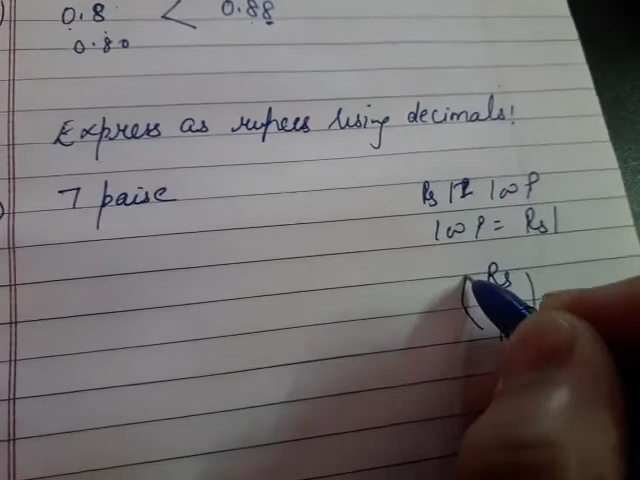 0.8 < 0.88
0.80
Express as rupees using decimals!
7 paise
Rs 1 = 100 P
100 P = Rs 1
Rs